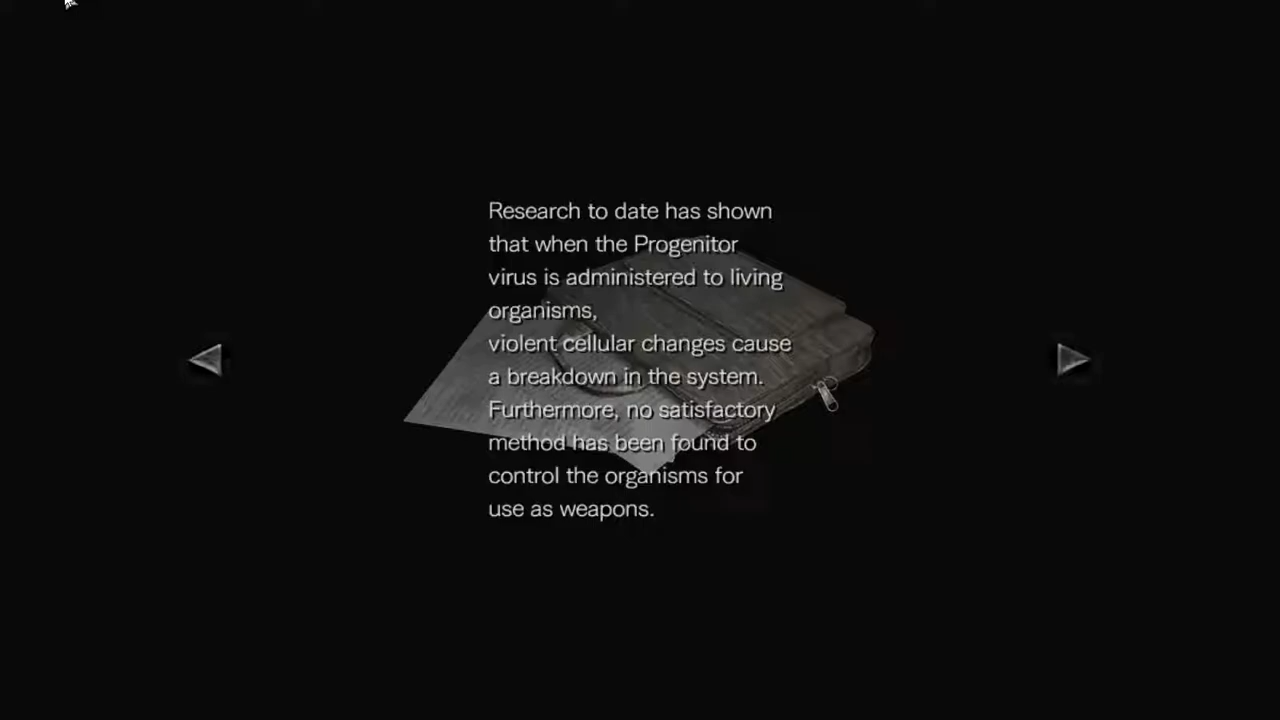 Research to date has shown
that when the Progenitor
virus is administered to living
organisms,
violent cellular changes cause
a breakdown in the system.
Furthermore, no satisfactory
method has been found to
control the organisms for
use as weapons.